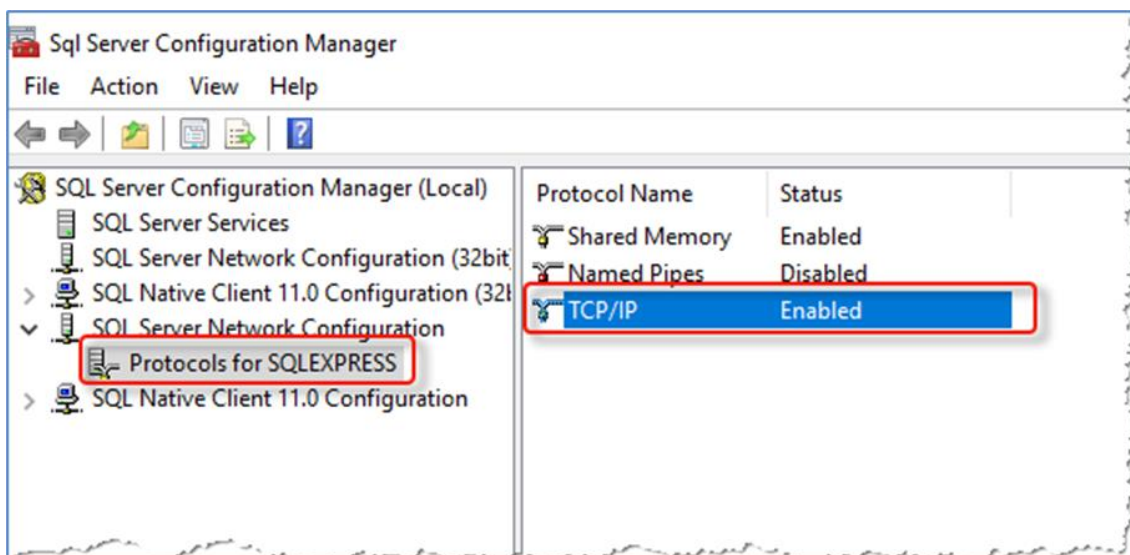 Sql Server Configuration Manager
File Action View Help
SQL Server Configuration Manager (Local)
SQL Server Services
SQL Server Network Configuration (32bit
SQL Native Client 11.0 Configuration (32b
SQL Server Network Configuration
Protocols for SQLEXPRESS
SQL Native Client 11.0 Configuration
Protocol Name Status
Shared Memory Enabled
Named Pipes Disabled
TCP/IP Enabled